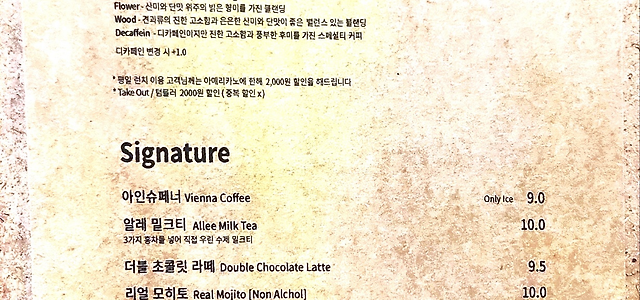 Flower - 산미와 단맛 위주의 밝은 향미를 가진 블랜딩
Wood - 견과류의 진한 고소함과 은은한 산미와 단맛이 좋은 밸런스 있는 블랜딩
Decaffein - 디카페인이지만 진한 고소함과 풍부한 후미를 가진 스페셜티 커피
디카페인 변경 시 +1.0
* 평일 런치 이용 고객님께는 아메리카노에 한해 2,000원 할인을 해드립니다
* Take Out / 텀블러 2000원 할인 ( 중복 할인 x )
Signature
아인슈페너 Vienna Coffee Only Ice 9.0
알레 밀크티 Allee Milk Tea 10.0
3가지 홍차를 넣어 직접 우린 수제 밀크티
더블 초콜릿 라떼 Double Chocolate Latte 9.5
리얼 모히토 Real Mojito [Non Alchol] 10.0